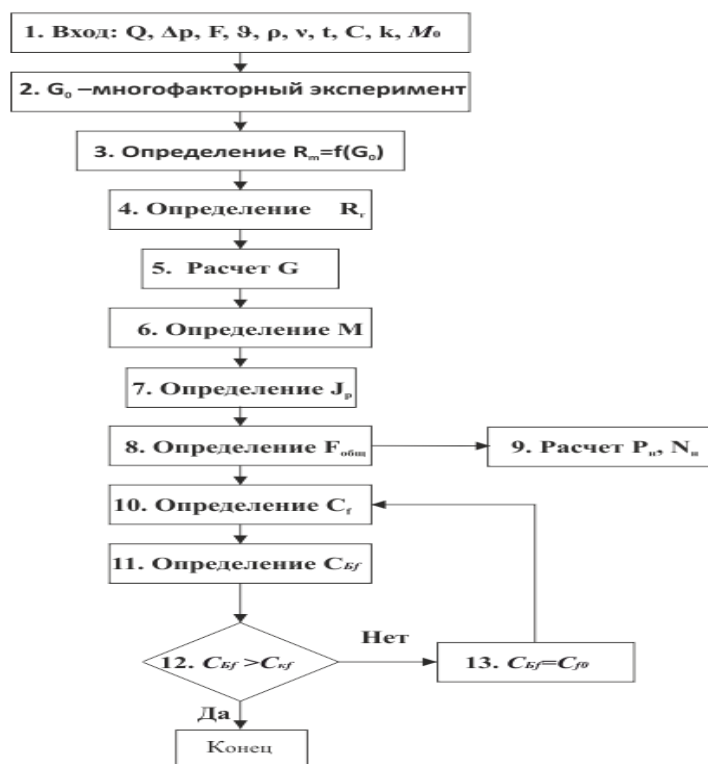 1. Вход: Q, Δp, F, ϑ, ρ, ν, t, C, k, M₀
2. G₀ –многофакторный эксперимент
3. Определение Rₘ=f(G₀)
4. Определение Rᵣ
5. Расчет G
6. Определение M
7. Определение Jₚ
8. Определение Fобщ
9. Расчет Pн, Nн
10. Определение Cf
11. Определение CБf
12. CБf >Cкf
Нет
13. CБf=Cf0
Да
Конец